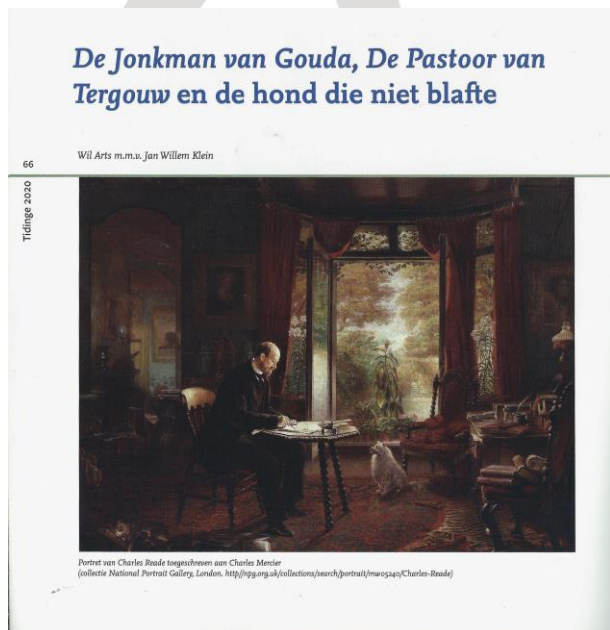 De Jonkman van Gouda, De Pastoor van
Tergouw en de hond die niet blafte
Wil Arts m.m.v. Jan Willem Klein
66
Tidinge 2020
Portret van Charles Reade toegeschreven aan Charles Mercier
(collectie National Portrait Gallery, London. http//npg.org.uk/collections/search/portrait/mw05240/Charles-Reade)